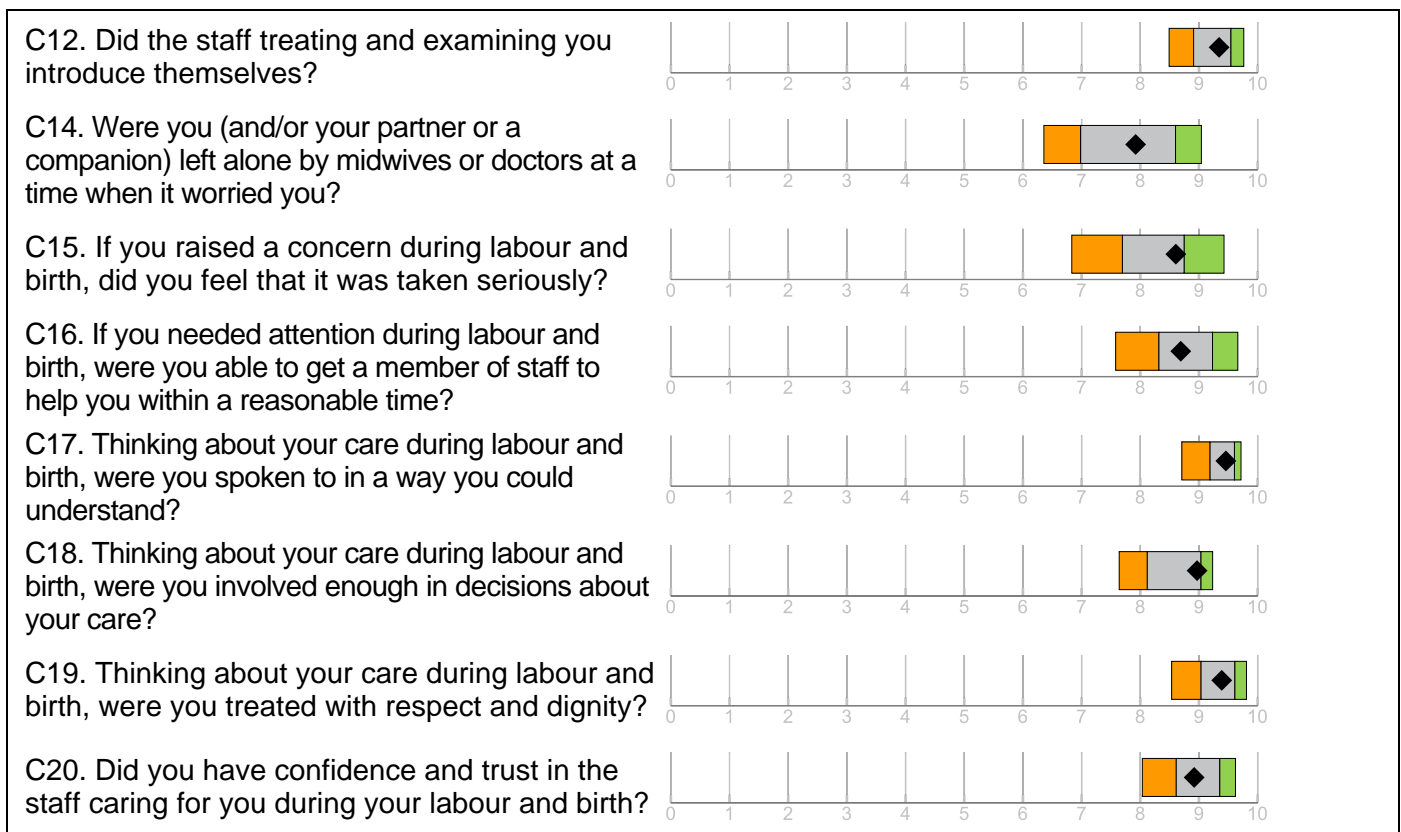 C12. Did the staff treating and examining you
introduce themselves?
0 1 2 3 4 5 6 7 8 9 10
C14. Were you (and/or your partner or a
companion) left alone by midwives or doctors at a
time when it worried you?
0 1 2 3 4 5 6 7 8 9 10
C15. If you raised a concern during labour and
birth, did you feel that it was taken seriously?
0 1 2 3 4 5 6 7 8 9 10
C16. If you needed attention during labour and
birth, were you able to get a member of staff to
help you within a reasonable time?
0 1 2 3 4 5 6 7 8 9 10
C17. Thinking about your care during labour and
birth, were you spoken to in a way you could
understand?
0 1 2 3 4 5 6 7 8 9 10
C18. Thinking about your care during labour and
birth, were you involved enough in decisions about
your care?
0 1 2 3 4 5 6 7 8 9 10
C19. Thinking about your care during labour and
birth, were you treated with respect and dignity?
0 1 2 3 4 5 6 7 8 9 10
C20. Did you have confidence and trust in the
staff caring for you during your labour and birth?
0 1 2 3 4 5 6 7 8 9 10